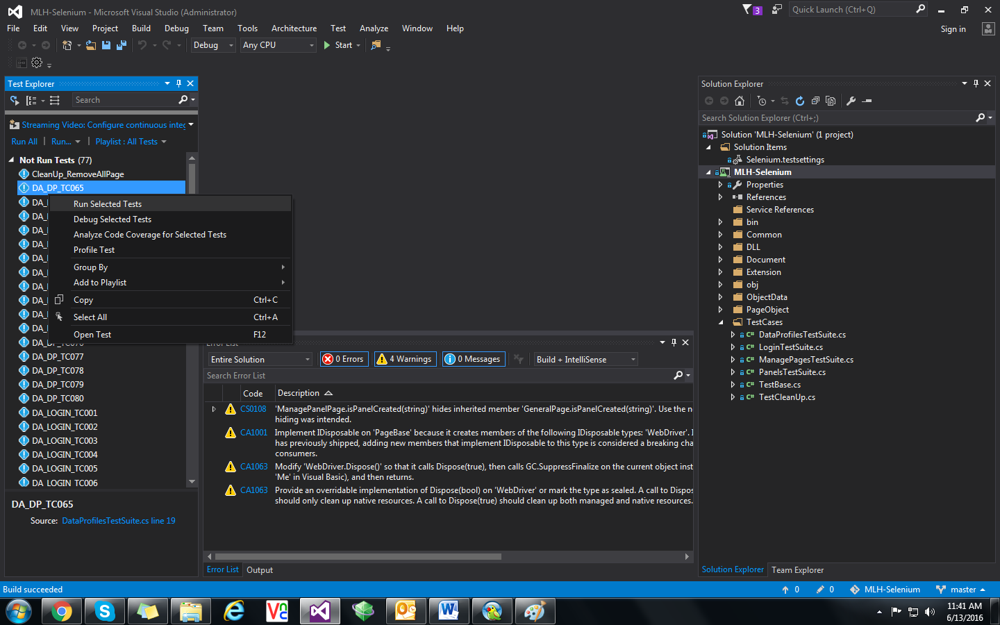 MLH-Selenium - Microsoft Visual Studio (Administrator)
3
Quick Launch (Ctrl+Q)
File Edit View Project Build Debug Team Tools Architecture Test Analyze Window Help
Sign in
Debug Any CPU Start
Test Explorer
Search
Streaming Video: Configure continuous integ
Run All | Run... | Playlist : All Tests
Not Run Tests (77)
CleanUp_RemoveAllPage
DA_DP_TC065
DA_
DA_
DA_
DA_
DA_
DA_
DA_
DA_
DA_
DA_
DA_DP_TC076
DA_DP_TC077
DA_DP_TC078
DA_DP_TC079
DA_DP_TC080
DA_LOGIN_TC001
DA_LOGIN_TC002
DA_LOGIN_TC003
DA_LOGIN_TC004
DA_LOGIN_TC005
DA_LOGIN_TC006
Run Selected Tests
Debug Selected Tests
Analyze Code Coverage for Selected Tests
Profile Test
Group By
Add to Playlist
Copy Ctrl+C
Select All Ctrl+A
Open Test F12
DA_DP_TC065
Source: DataProfilesTestSuite.cs line 19
Error List
Entire Solution 0 Errors 4 Warnings 0 Messages Build + IntelliSense
Search Error List
Code Description
CS0108 'ManagePanelPage.isPanelCreated(string)' hides inherited member 'GeneralPage.isPanelCreated(string)'. Use the n
hiding was intended.
CA1001 Implement IDisposable on 'PageBase' because it creates members of the following IDisposable types: 'WebDriver'. I
has previously shipped, adding new members that implement IDisposable to this type is considered a breaking cha
consumers.
CA1063 Modify 'WebDriver.Dispose()' so that it calls Dispose(true), then calls GC.SuppressFinalize on the current object inst
'Me' in Visual Basic), and then returns.
CA1063 Provide an overridable implementation of Dispose(bool) on 'WebDriver' or mark the type as sealed. A call to Dispos
should only clean up native resources. A call to Dispose(true) should clean up both managed and native resources.
Error List Output
Solution Explorer
Search Solution Explorer (Ctrl+;)
Solution 'MLH-Selenium' (1 project)
Solution Items
Selenium.testsettings
MLH-Selenium
Properties
References
Service References
bin
Common
DLL
Document
Extension
obj
ObjectData
PageObject
TestCases
C# DataProfilesTestSuite.cs
C# LoginTestSuite.cs
C# ManagePagesTestSuite.cs
C# PanelsTestSuite.cs
C# TestBase.cs
C# TestCleanUp.cs
Solution Explorer Team Explorer
Build succeeded
0 0 MLH-Selenium master
11:41 AM
6/13/2016